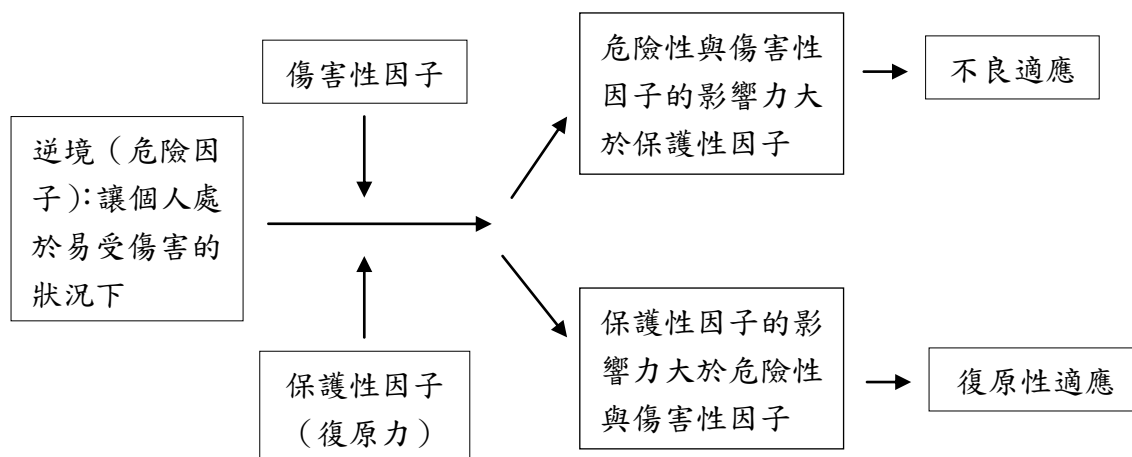 傷害性因子
逆境（危險因
子）：讓個人處
於易受傷害的
狀況下
保護性因子
（復原力）
危險性與傷害性
因子的影響力大
於保護性因子
不良適應
保護性因子的影
響力大於危險性
與傷害性因子
復原性適應